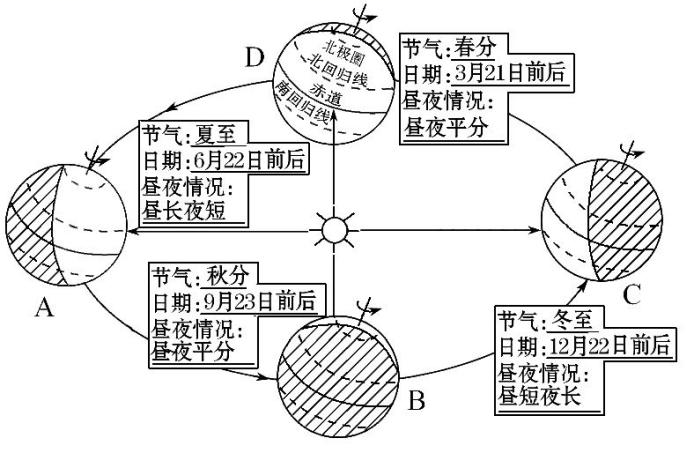 D
北极圈
北回归线
赤道
南回归线
节气:春分
日期:3月21日前后
昼夜情况:
昼夜平分
节气:夏至
日期:6月22日前后
昼夜情况:
昼长夜短
A
C
节气:秋分
日期:9月23日前后
昼夜情况:
昼夜平分
B
节气:冬至
日期:12月22日前后
昼夜情况:
昼短夜长